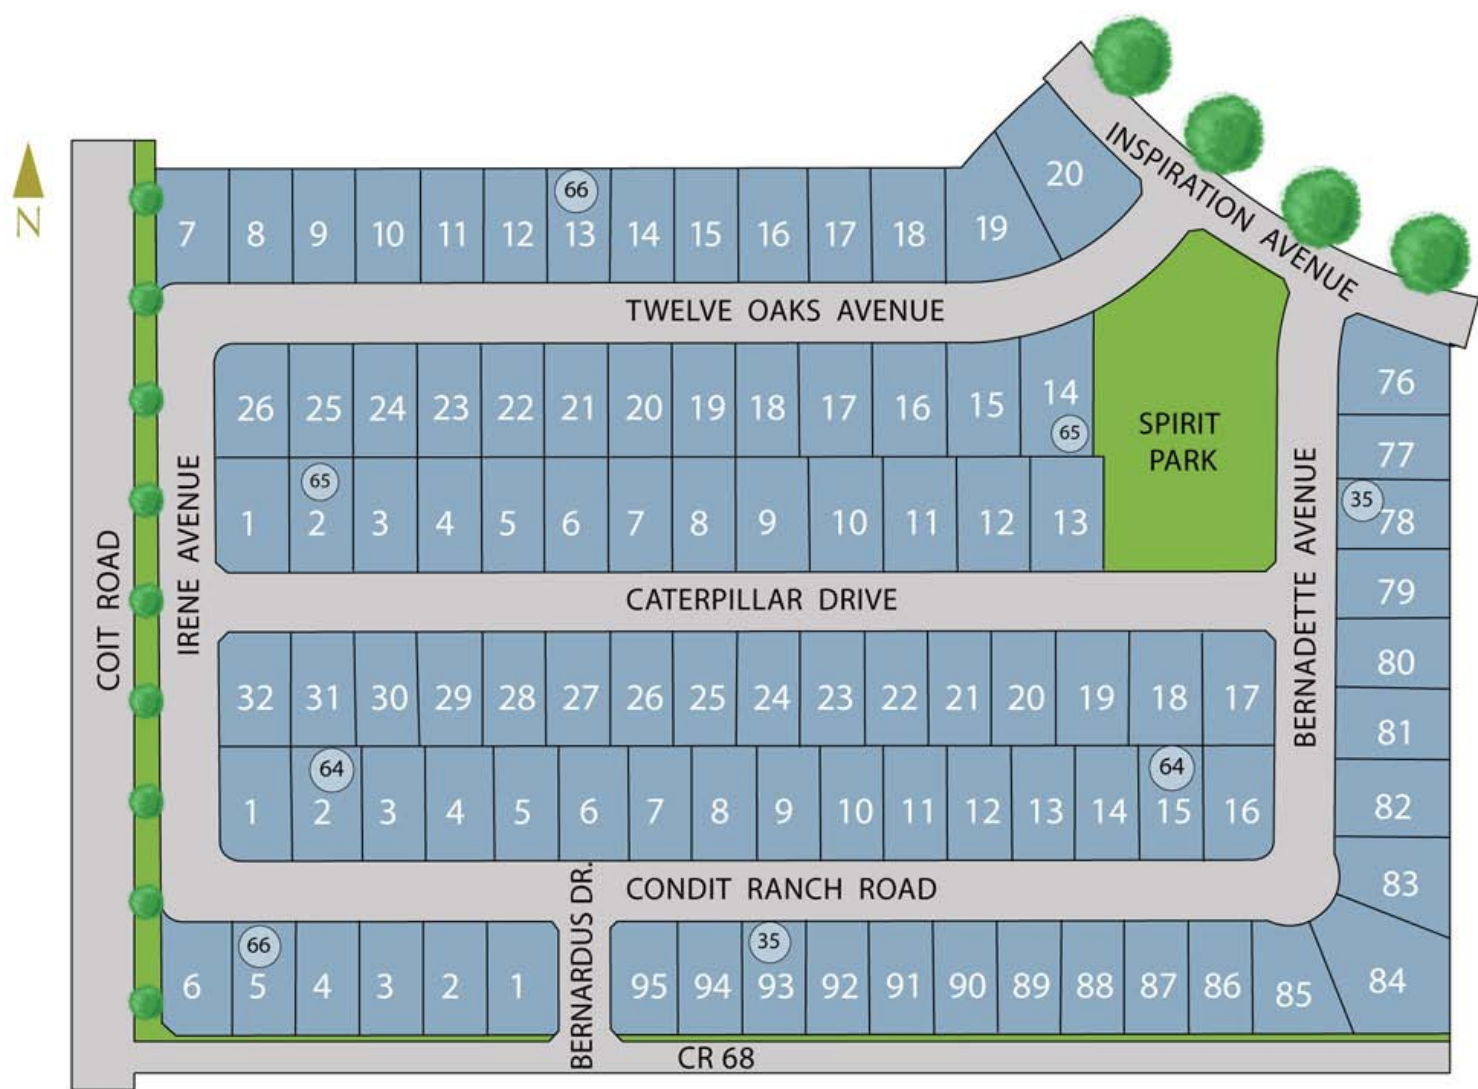 INSPIRATION AVENUE
20
N
66
7 8 9 10 11 12 13 14 15 16 17 18 19
TWELVE OAKS AVENUE
26 25 24 23 22 21 20 19 18 17 16 15 14
65
SPIRIT
PARK
76
77
35
78
79
80
81
82
83
84
65
1 2 3 4 5 6 7 8 9 10 11 12 13
COIT ROAD
IRENE AVENUE
BERNADETTE AVENUE
CATERPILLAR DRIVE
32 31 30 29 28 27 26 25 24 23 22 21 20 19 18 17
64
64
1 2 3 4 5 6 7 8 9 10 11 12 13 14 15 16
BERNARDUS DR.
CONDIT RANCH ROAD
66
35
6 5 4 3 2 1
95 94 93 92 91 90 89 88 87 86 85
CR 68